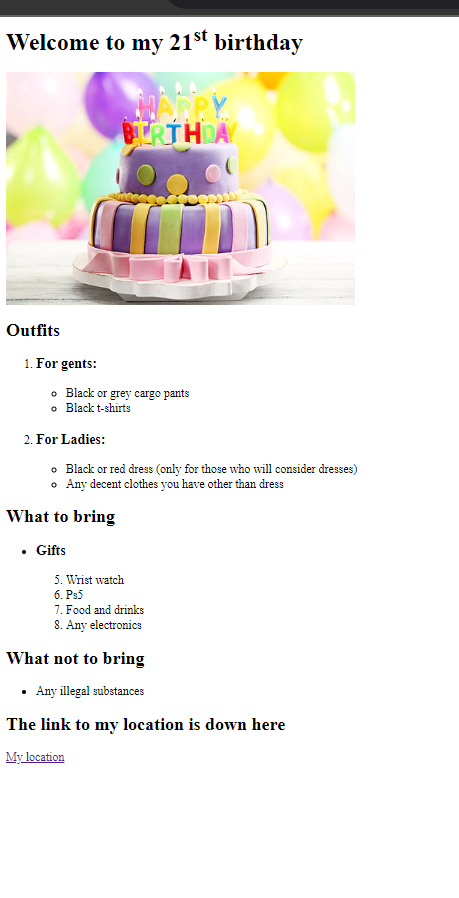 Welcome to my 21st birthday
HAPPY
BIRTHDAY
Outfits
1. For gents:
Black or grey cargo pants
Black t-shirts
2. For Ladies:
Black or red dress (only for those who will consider dresses)
Any decent clothes you have other than dress
What to bring
Gifts
5. Wrist watch
6. Ps5
7. Food and drinks
8. Any electronics
What not to bring
Any illegal substances
The link to my location is down here
My location